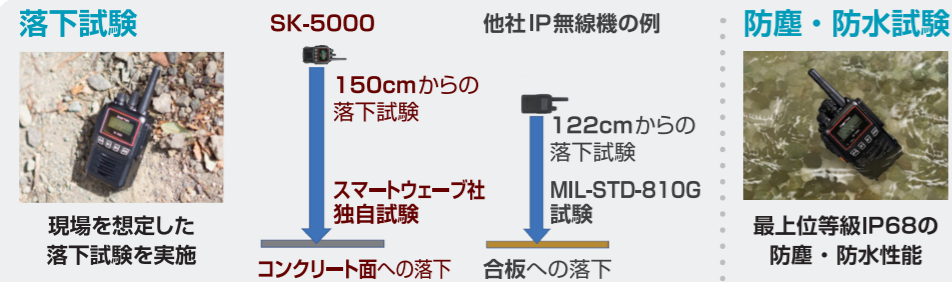 落下試験
現場を想定した
落下試験を実施
SK-5000
150cmからの
落下試験
スマートウェーブ社
独自試験
コンクリート面への落下
他社IP無線機の例
122cmからの
落下試験
MIL-STD-810G
試験
合板への落下
防塵・防水試験
最上位等級IP68の
防塵・防水性能